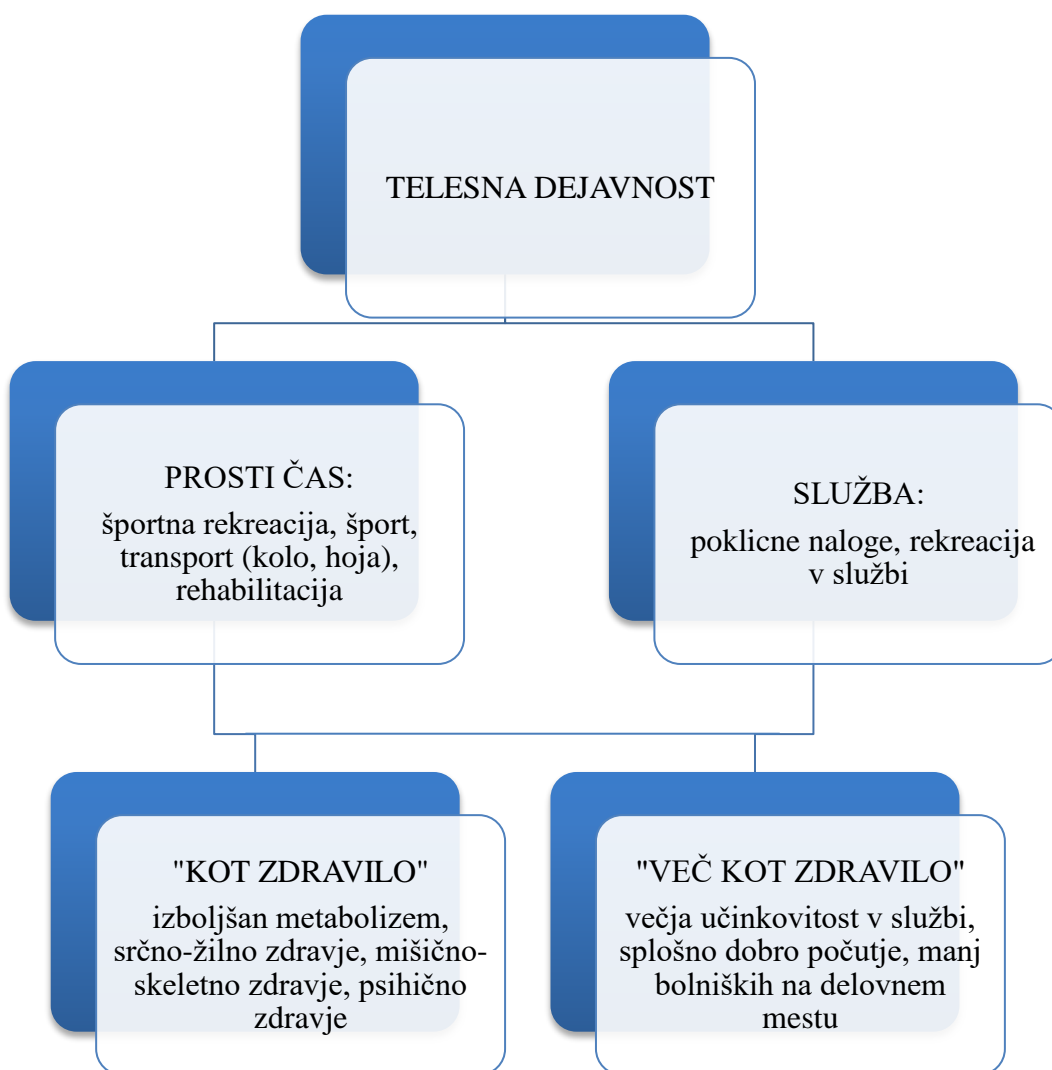 TELESNA DEJAVNOST
PROSTI ČAS:
športna rekreacija, šport,
transport (kolo, hoja),
rehabilitacija
SLUŽBA:
poklicne naloge, rekreacija
v službi
"KOT ZDRAVILO"
izboljšan metabolizem,
srčno-žilno zdravje, mišično-
skeletno zdravje, psihično
zdravje
"VEČ KOT ZDRAVILO"
večja učinkovitost v službi,
splošno dobro počutje, manj
bolniških na delovnem
mestu